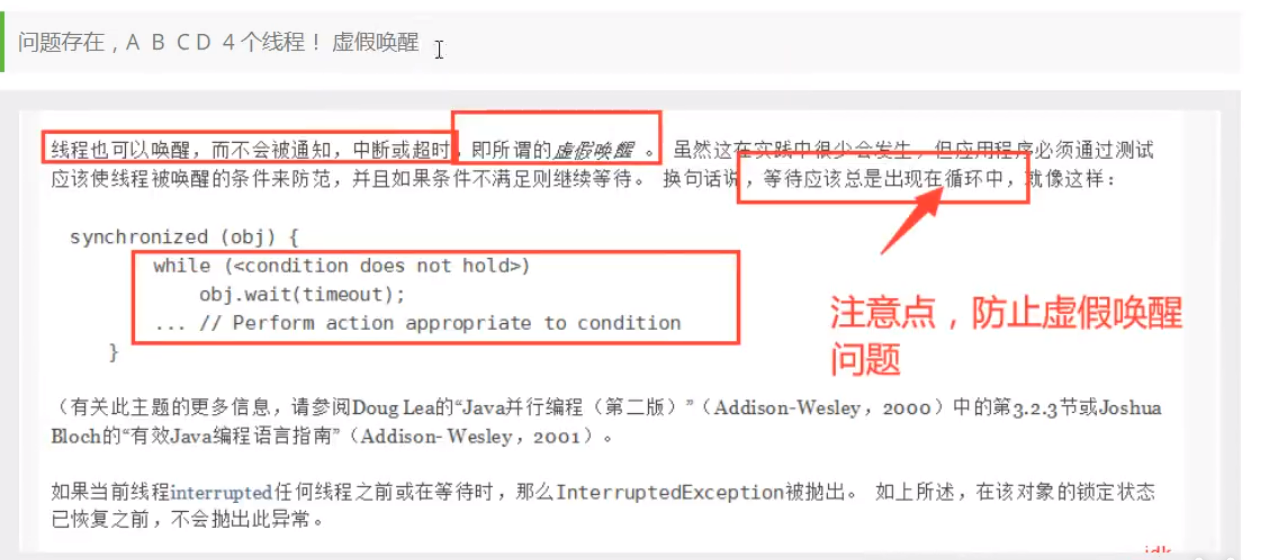 问题存在，A B C D 4 个线程！ 虚假唤醒
线程也可以唤醒，而不会被通知，中断或超时，即所谓的虚假唤醒 。 虽然这在实践中很少会发生，但应用程序必须通过测试
应该使线程被唤醒的条件来防范，并且如果条件不满足则继续等待。 换句话说，等待应该总是出现在循环中，就像这样：
synchronized (obj) {
while (<condition does not hold>)
obj.wait(timeout);
... // Perform action appropriate to condition
}
注意点，防止虚假唤醒
问题
（有关此主题的更多信息，请参阅Doug Lea的“Java并行编程（第二版）”（Addison-Wesley，2000）中的第3.2.3节或Joshua
Bloch的“有效Java编程语言指南”（Addison- Wesley，2001）。
如果当前线程interrupted任何线程之前或在等待时，那么InterruptedException被抛出。 如上所述，在该对象的锁定状态
已恢复之前，不会抛出此异常。